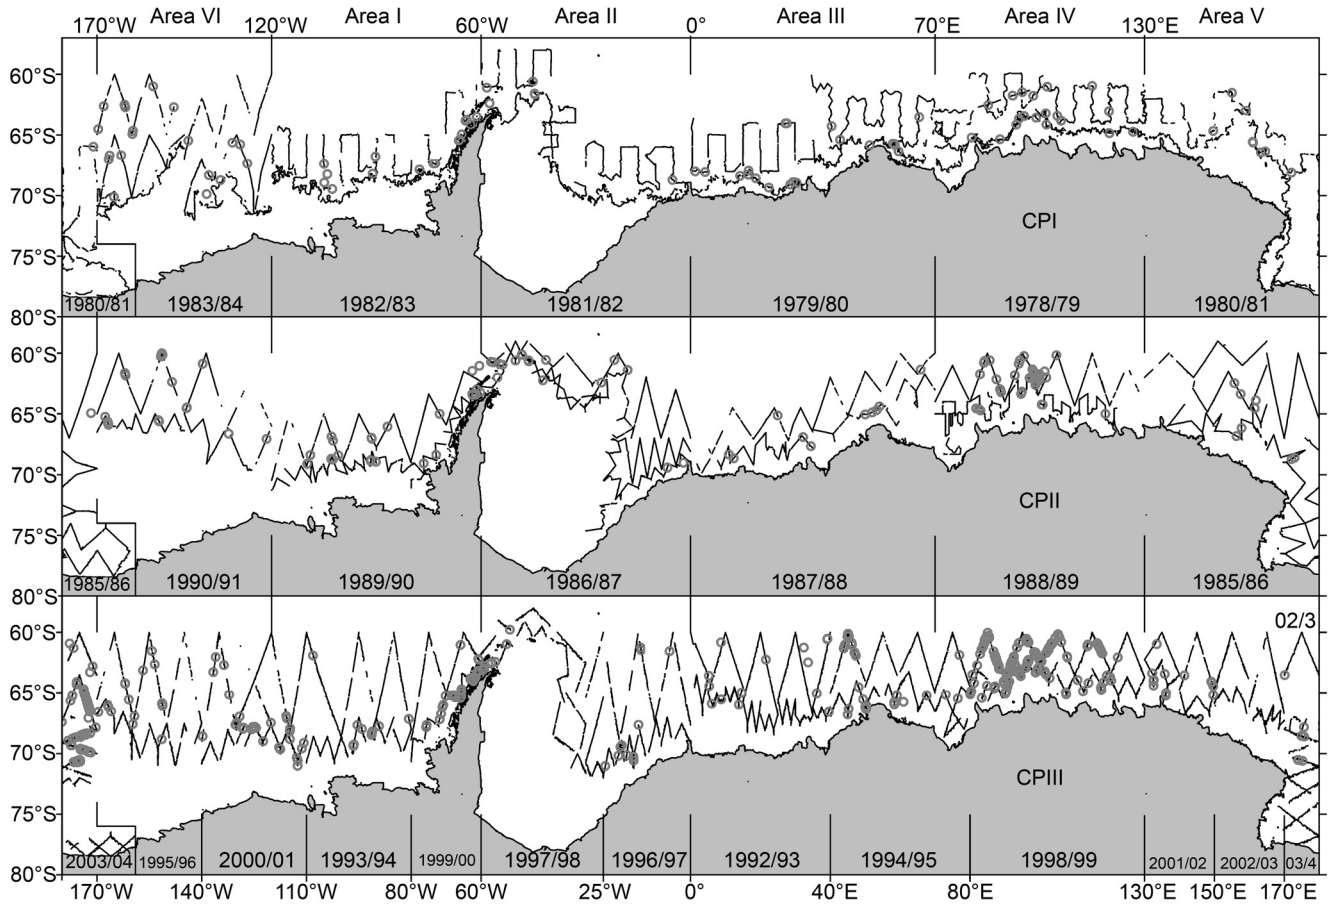 Area VI Area I Area II Area III Area IV Area V
170°W 120°W 60°W 0° 70°E 130°E
60°S
65°S
70°S
CPI
75°S
1980/81 1983/84 1982/83 1981/82 1979/80 1978/79 1980/81
80°S
60°S
65°S
70°S
CPII
75°S
1985/86 1990/91 1989/90 1986/87 1987/88 1988/89 1985/86
80°S
02/3
60°S
65°S
70°S
CPIII
75°S
2003/04 1995/96 2000/01 1993/94 1999/00 1997/98 1996/97 1992/93 1994/95 1998/99 2001/02 2002/03 03/4
80°S
170°W 140°W 110°W 80°W 60°W 25°W 0° 40°E 80°E 130°E 150°E 170°E